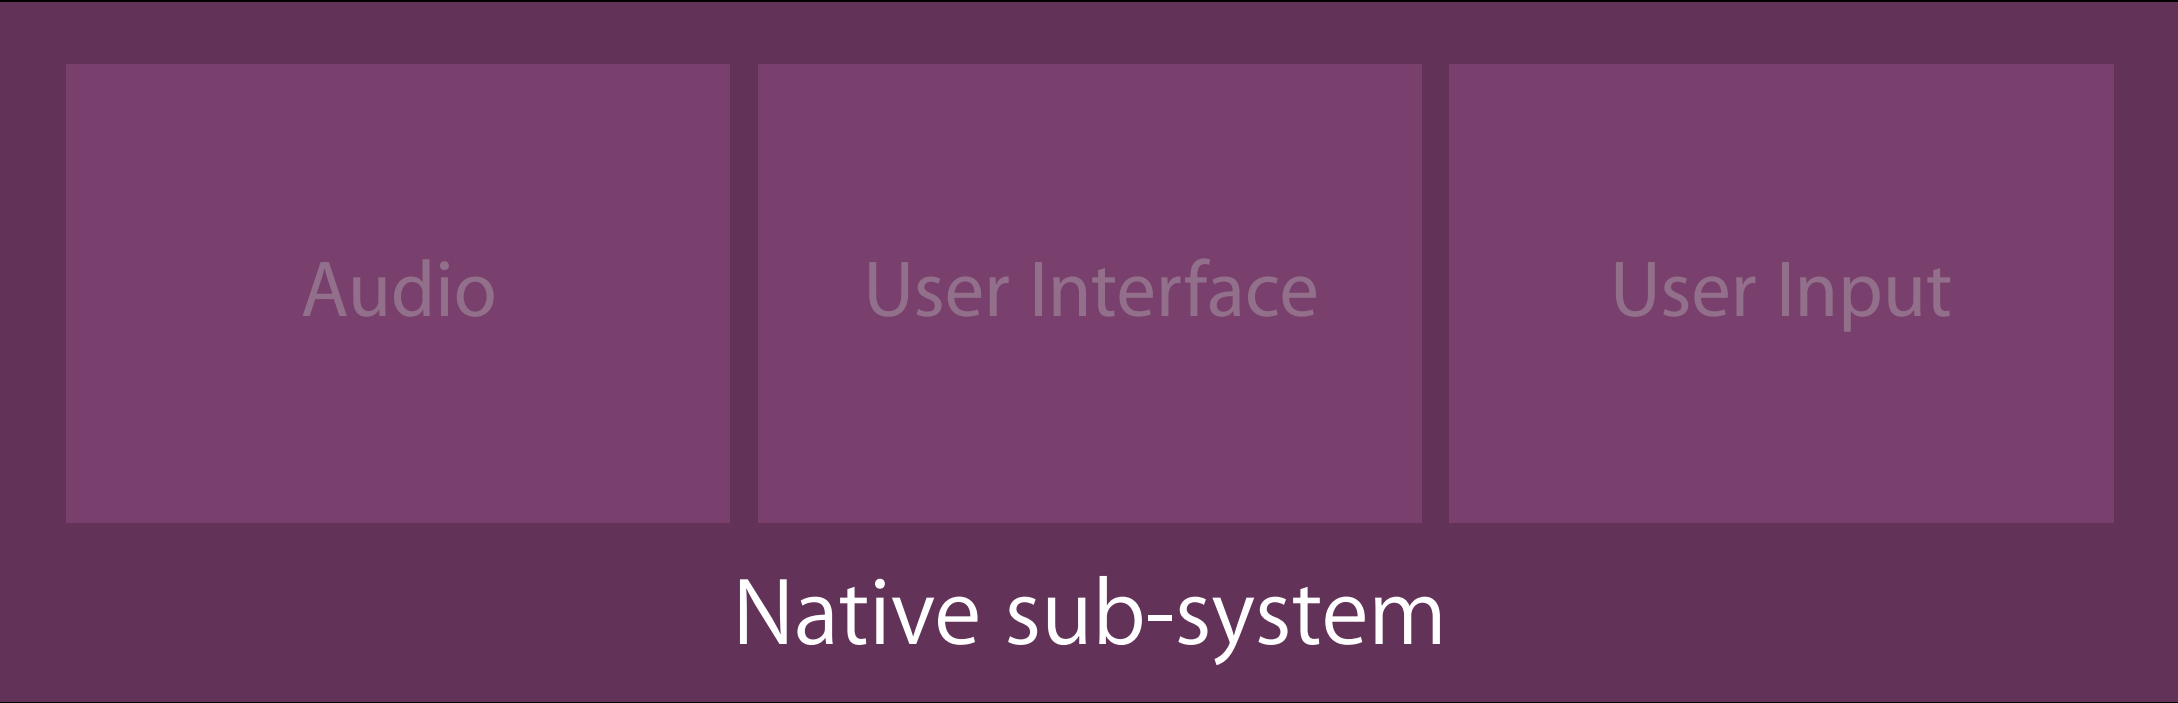 Audio
User Interface
User Input
Native sub-system